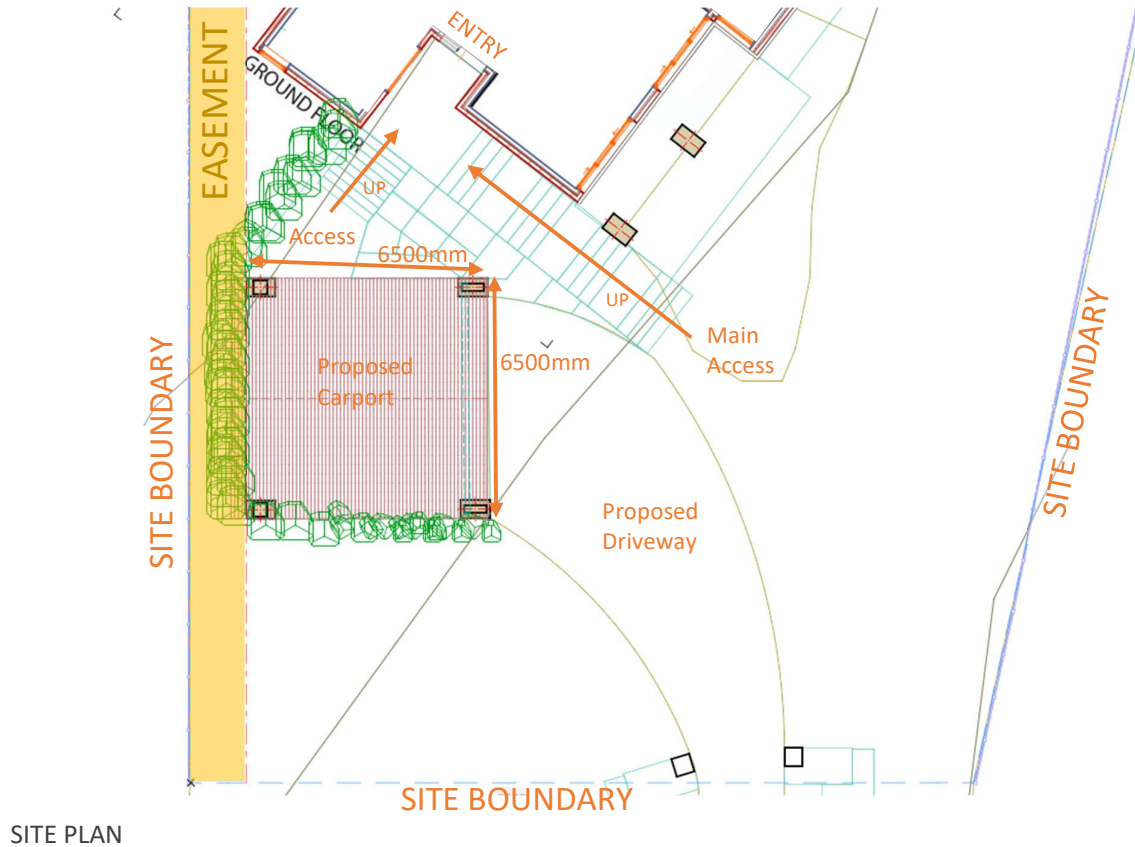 EASEMENT
ENTRY
GROUND FLOOR
UP
Access
6500mm
UP
Main
Access
6500mm
Proposed
Carport
SITE BOUNDARY
SITE BOUNDARY
Proposed
Driveway
SITE BOUNDARY
SITE PLAN